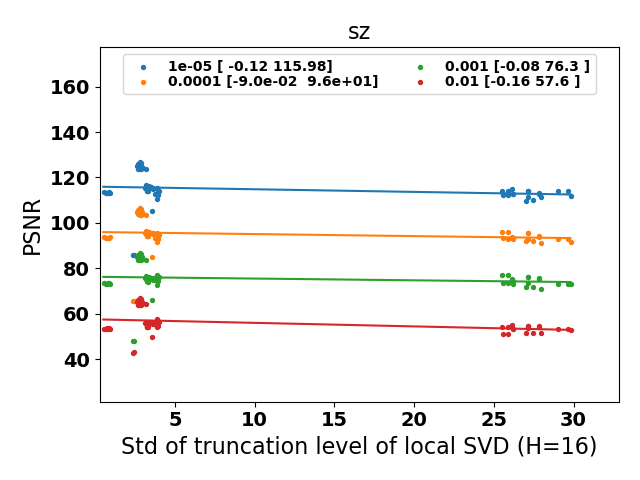 sz
1e-05 [ -0.12 115.98]
0.0001 [-9.0e-02  9.6e+01]
0.001 [-0.08 76.3 ]
0.01 [-0.16 57.6 ]
PSNR
160
140
120
100
80
60
40
5 10 15 20 25 30
Std of truncation level of local SVD (H=16)